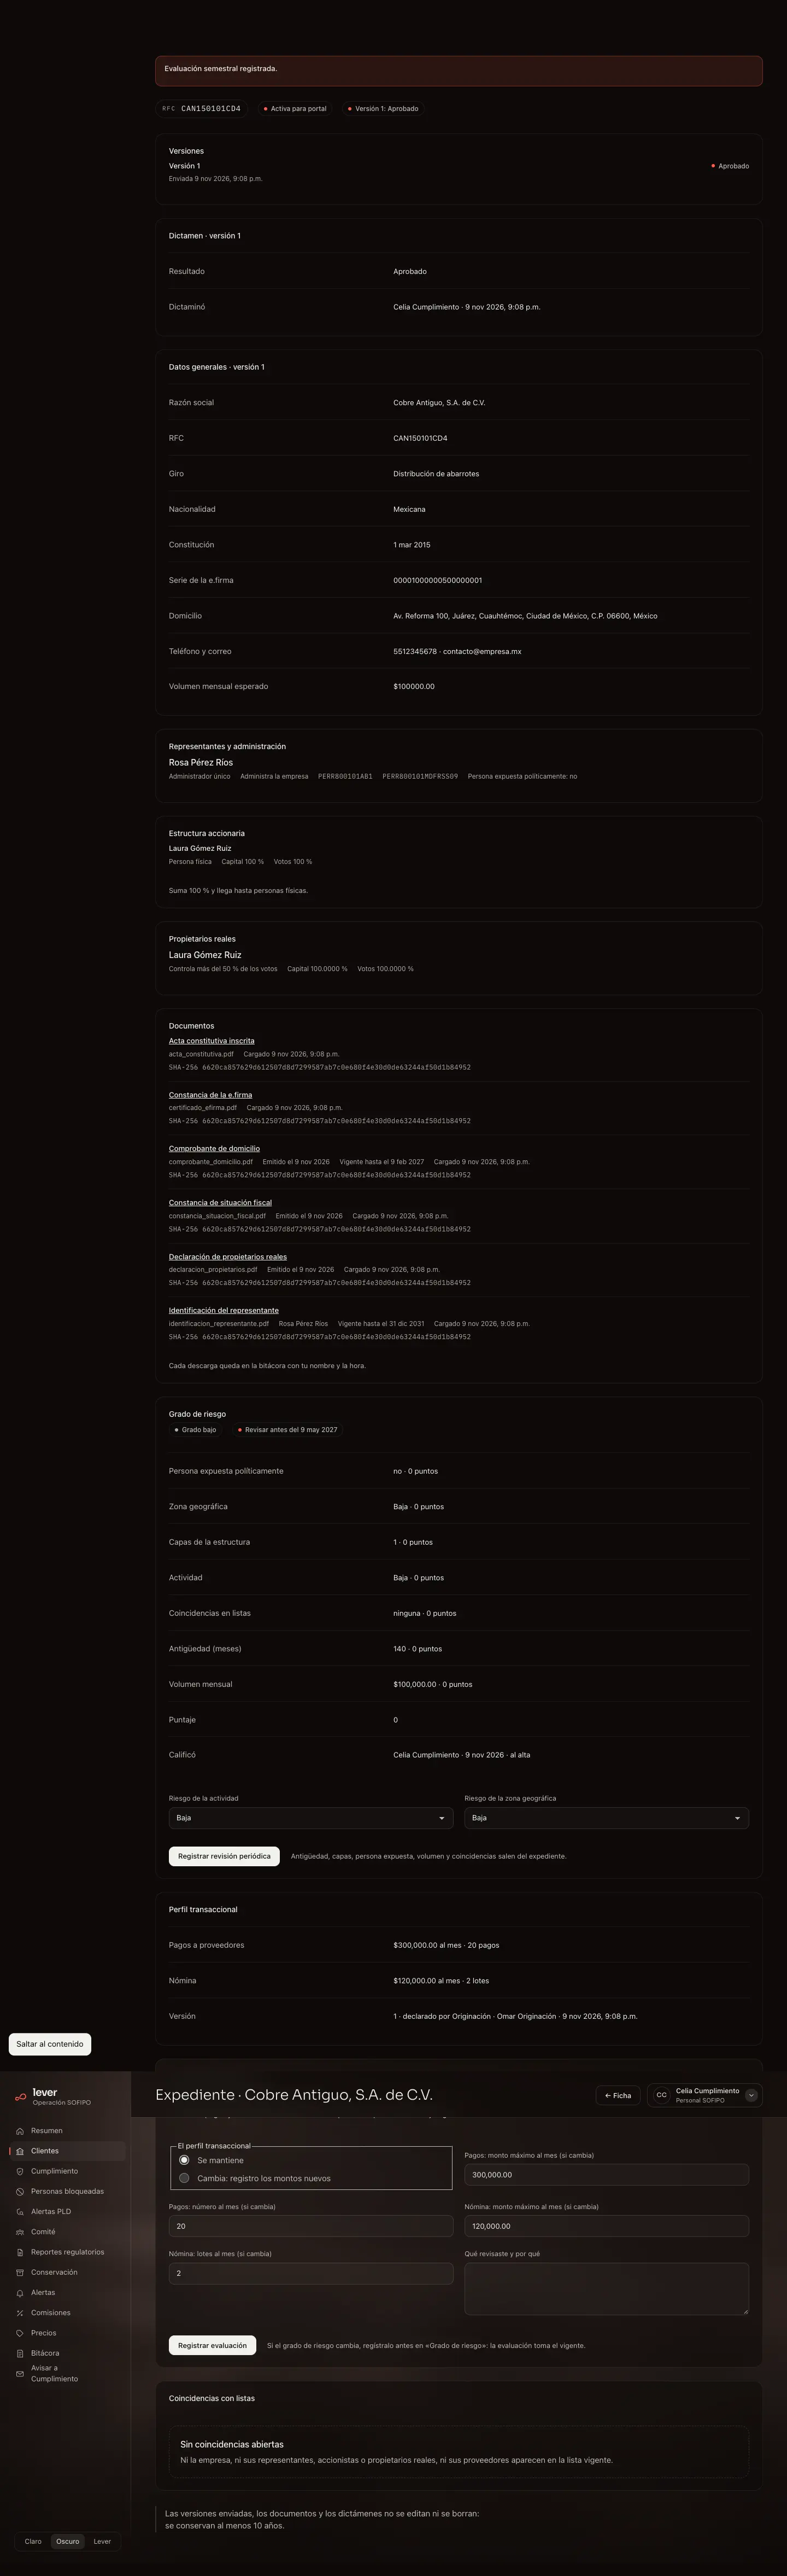 Evaluación semestral registrada.
RFC CAN150101CD4
Activa para portal
Versión 1: Aprobado
Versiones
Versión 1
Aprobado
Enviada 9 nov 2026, 9:08 p.m.
Dictamen · versión 1
Resultado
Aprobado
Dictaminó
Celia Cumplimiento · 9 nov 2026, 9:08 p.m.
Datos generales · versión 1
Razón social
Cobre Antiguo, S.A. de C.V.
RFC
CAN150101CD4
Giro
Distribución de abarrotes
Nacionalidad
Mexicana
Constitución
1 mar 2015
Serie de la e.firma
00001000000500000001
Domicilio
Av. Reforma 100, Juárez, Cuauhtémoc, Ciudad de México, C.P. 06600, México
Teléfono y correo
5512345678 · contacto@empresa.mx
Volumen mensual esperado
$100000.00
Representantes y administración
Rosa Pérez Ríos
Administrador único Administra la empresa PERR800101AB1 PERR800101MDFRSS09 Persona expuesta políticamente: no
Estructura accionaria
Laura Gómez Ruiz
Persona física Capital 100 % Votos 100 %
Suma 100 % y llega hasta personas físicas.
Propietarios reales
Laura Gómez Ruiz
Controla más del 50 % de los votos Capital 100.0000 % Votos 100.0000 %
Documentos
Acta constitutiva inscrita
acta_constitutiva.pdf Cargado 9 nov 2026, 9:08 p.m.
SHA-256 6620ca857629d612507d8d7299587ab7c0e680f4e30d0de63244af50d1b84952
Constancia de la e.firma
certificado_efirma.pdf Cargado 9 nov 2026, 9:08 p.m.
SHA-256 6620ca857629d612507d8d7299587ab7c0e680f4e30d0de63244af50d1b84952
Comprobante de domicilio
comprobante_domicilio.pdf Emitido el 9 nov 2026 Vigente hasta el 9 feb 2027 Cargado 9 nov 2026, 9:08 p.m.
SHA-256 6620ca857629d612507d8d7299587ab7c0e680f4e30d0de63244af50d1b84952
Constancia de situación fiscal
constancia_situacion_fiscal.pdf Emitido el 9 nov 2026 Cargado 9 nov 2026, 9:08 p.m.
SHA-256 6620ca857629d612507d8d7299587ab7c0e680f4e30d0de63244af50d1b84952
Declaración de propietarios reales
declaracion_propietarios.pdf Emitido el 9 nov 2026 Cargado 9 nov 2026, 9:08 p.m.
SHA-256 6620ca857629d612507d8d7299587ab7c0e680f4e30d0de63244af50d1b84952
Identificación del representante
identificacion_representante.pdf Rosa Pérez Ríos Vigente hasta el 31 dic 2031 Cargado 9 nov 2026, 9:08 p.m.
SHA-256 6620ca857629d612507d8d7299587ab7c0e680f4e30d0de63244af50d1b84952
Cada descarga queda en la bitácora con tu nombre y la hora.
Grado de riesgo
Grado bajo
Revisar antes del 9 may 2027
Persona expuesta políticamente
no · 0 puntos
Zona geográfica
Baja · 0 puntos
Capas de la estructura
1 · 0 puntos
Actividad
Baja · 0 puntos
Coincidencias en listas
ninguna · 0 puntos
Antigüedad (meses)
140 · 0 puntos
Volumen mensual
$100,000.00 · 0 puntos
Puntaje
0
Calificó
Celia Cumplimiento · 9 nov 2026 · al alta
Riesgo de la actividad
Riesgo de la zona geográfica
Baja
Baja
Registrar revisión periódica
Antigüedad, capas, persona expuesta, volumen y coincidencias salen del expediente.
Perfil transaccional
Pagos a proveedores
$300,000.00 al mes · 20 pagos
Nómina
$120,000.00 al mes · 2 lotes
Versión
1 · declarado por Originación · Omar Originación · 9 nov 2026, 9:08 p.m.
Saltar al contenido
lever
Operación SOFIPO
Expediente · Cobre Antiguo, S.A. de C.V.
← Ficha
CC
Celia Cumplimiento
Personal SOFIPO
Resumen
Clientes
Cumplimiento
Personas bloqueadas
Alertas PLD
Comité
Reportes regulatorios
Conservación
Alertas
Comisiones
Precios
Bitácora
Avisar a
Cumplimiento
El perfil transaccional
Se mantiene
Cambia: registro los montos nuevos
Pagos: monto máximo al mes (si cambia)
300,000.00
Pagos: número al mes (si cambia)
20
Nómina: monto máximo al mes (si cambia)
120,000.00
Nómina: lotes al mes (si cambia)
2
Qué revisaste y por qué
Registrar evaluación
Si el grado de riesgo cambia, regístralo antes en «Grado de riesgo»: la evaluación toma el vigente.
Coincidencias con listas
Sin coincidencias abiertas
Ni la empresa, ni sus representantes, accionistas o propietarios reales, ni sus proveedores aparecen en la lista vigente.
Las versiones enviadas, los documentos y los dictámenes no se editan ni se borran:
se conservan al menos 10 años.
Claro
Oscuro
Lever